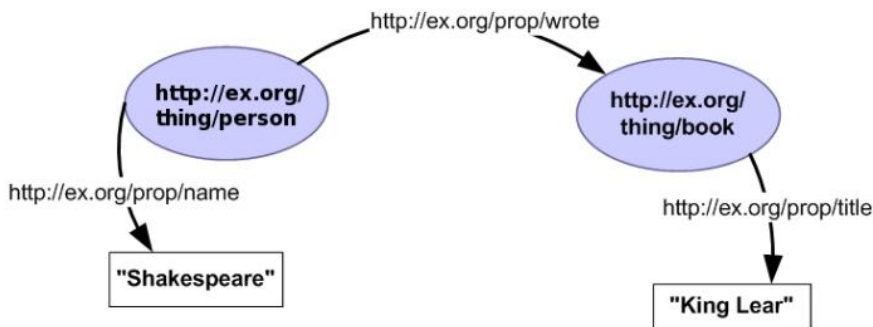 http://ex.org/prop/wrote
http://ex.org/
thing/person
http://ex.org/
thing/book
http://ex.org/prop/name
http://ex.org/prop/title
"Shakespeare"
"King Lear"